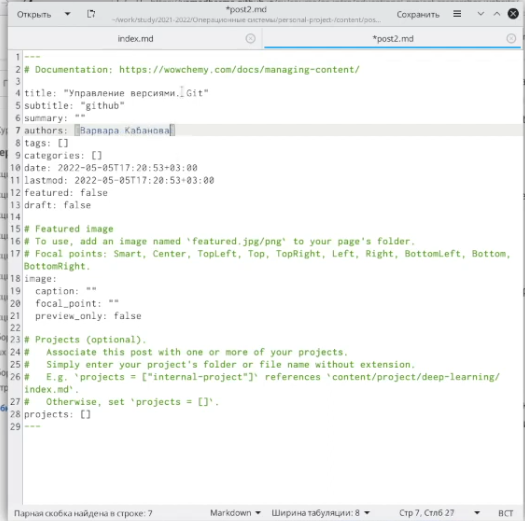 Открыть
*post2.md
~/work/study/2021-2022/Операционные системы/personal-project/content/pos...
Сохранить
index.md
*post2.md
1 ---
2 # Documentation: https://wowchemy.com/docs/managing-content/
3
4 title: "Управление версиями. Git"
5 subtitle: "github"
6 summary: ""
7 authors: [Варвара Кабанова]
8 tags: []
9 categories: []
10 date: 2022-05-05T17:20:53+03:00
11 lastmod: 2022-05-05T17:20:53+03:00
12 featured: false
13 draft: false
14
15 # Featured image
16 # To use, add an image named `featured.jpg/png` to your page's folder.
17 # Focal points: Smart, Center, TopLeft, Top, TopRight, Left, Right, BottomLeft, Bottom,
BottomRight.
18 image:
19 caption: ""
20 focal_point: ""
21 preview_only: false
22
23 # Projects (optional).
24 # Associate this post with one or more of your projects.
25 # Simply enter your project's folder or file name without extension.
26 # E.g. `projects = ["internal-project"]` references `content/project/deep-learning/
index.md`.
27 # Otherwise, set `projects = []`.
28 projects: []
29 ---
Парная скобка найдена в строке: 7
Markdown
Ширина табуляции: 8
Стр 7, Стлб 27
ВСТ